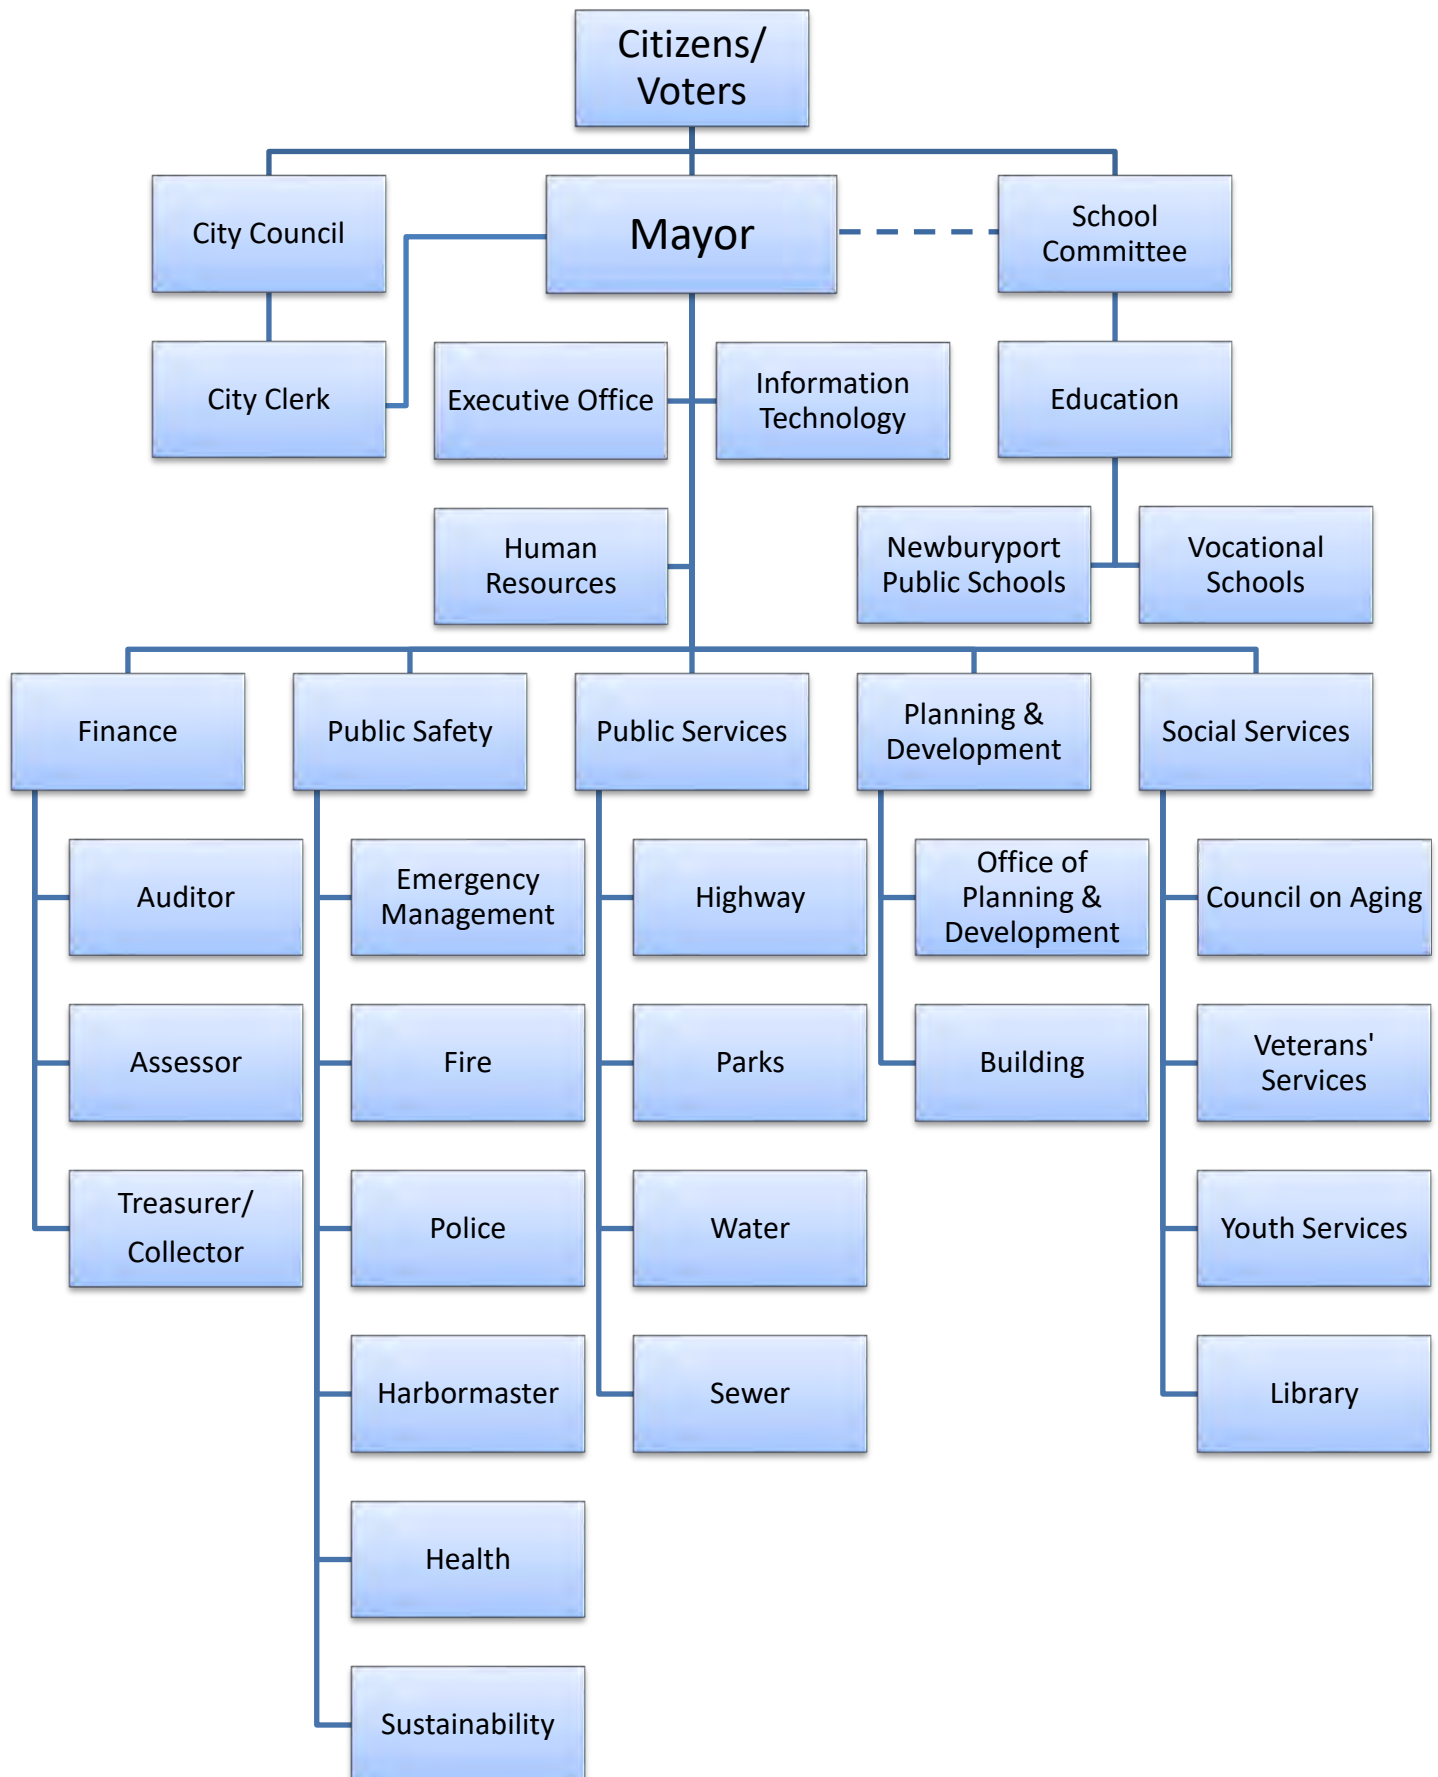 Citizens/
Voters
City Council
Mayor
School
Committee
City Clerk
Executive Office
Information
Technology
Education
Human
Resources
Newburyport
Public Schools
Vocational
Schools
Finance
Public Safety
Public Services
Planning &
Development
Social Services
Auditor
Emergency
Management
Highway
Office of
Planning &
Development
Council on Aging
Assessor
Fire
Parks
Building
Veterans'
Services
Treasurer/
Collector
Police
Water
Youth Services
Harbormaster
Sewer
Library
Health
Sustainability